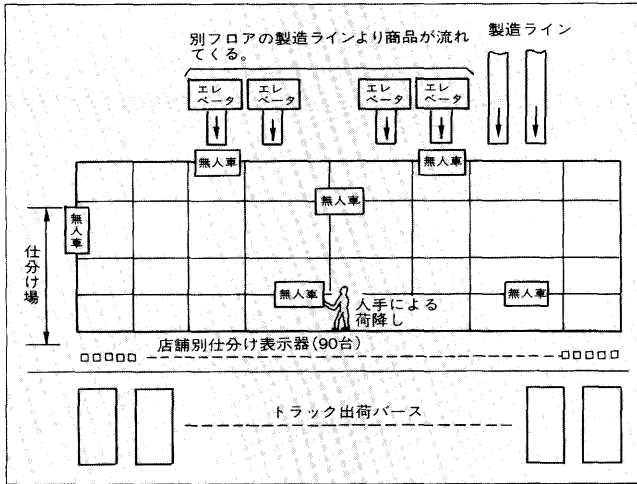 別フロアの製造ラインより商品が流れ
てくる。
製造ライン
エレ
ベータ
エレ
ベータ
エレ
ベータ
エレ
ベータ
無人車
無人車
無人車
無人車
仕分け場
無人車
無人車
人手による
荷降し
店舗別仕分け表示器(90台)
トラック出荷バース